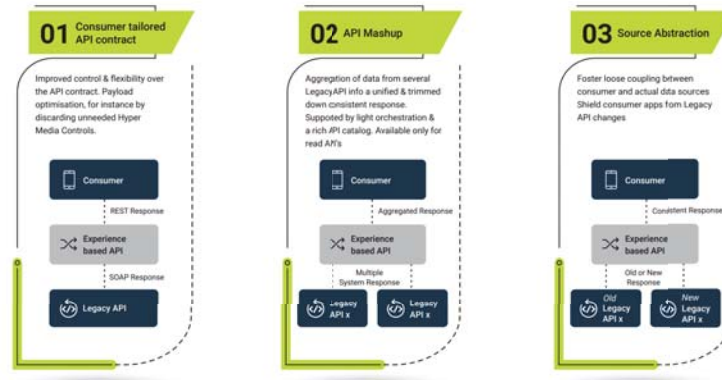 01 Consumer tailored
API contract
Improved control & flexibility over
the API contract. Payload
optimisation, for instance by
discarding unneeded Hyper
Media Controls.
Consumer
REST Response
Experience
based API
SOAP Response
Legacy API
02 API Mashup
Aggregtion of data from several
LegacyAPI info a unified & trimmed
down consistent response.
Suppoted by light orchestration &
a rich API catalog. Available only for
read API's
Consumer
Aggregated Response
Experience
based API
Multiple
System Response
Legacy
API x
Legacy
API x
03 Source Abstraction
Foster loose coupling between
consumer and actual data sources
Shield consumer apps fom Legacy
API changes
Consumer
Consistent Response
Experience
based API
Old or New
Response
Old
Legacy
API x
New
Legacy
API x